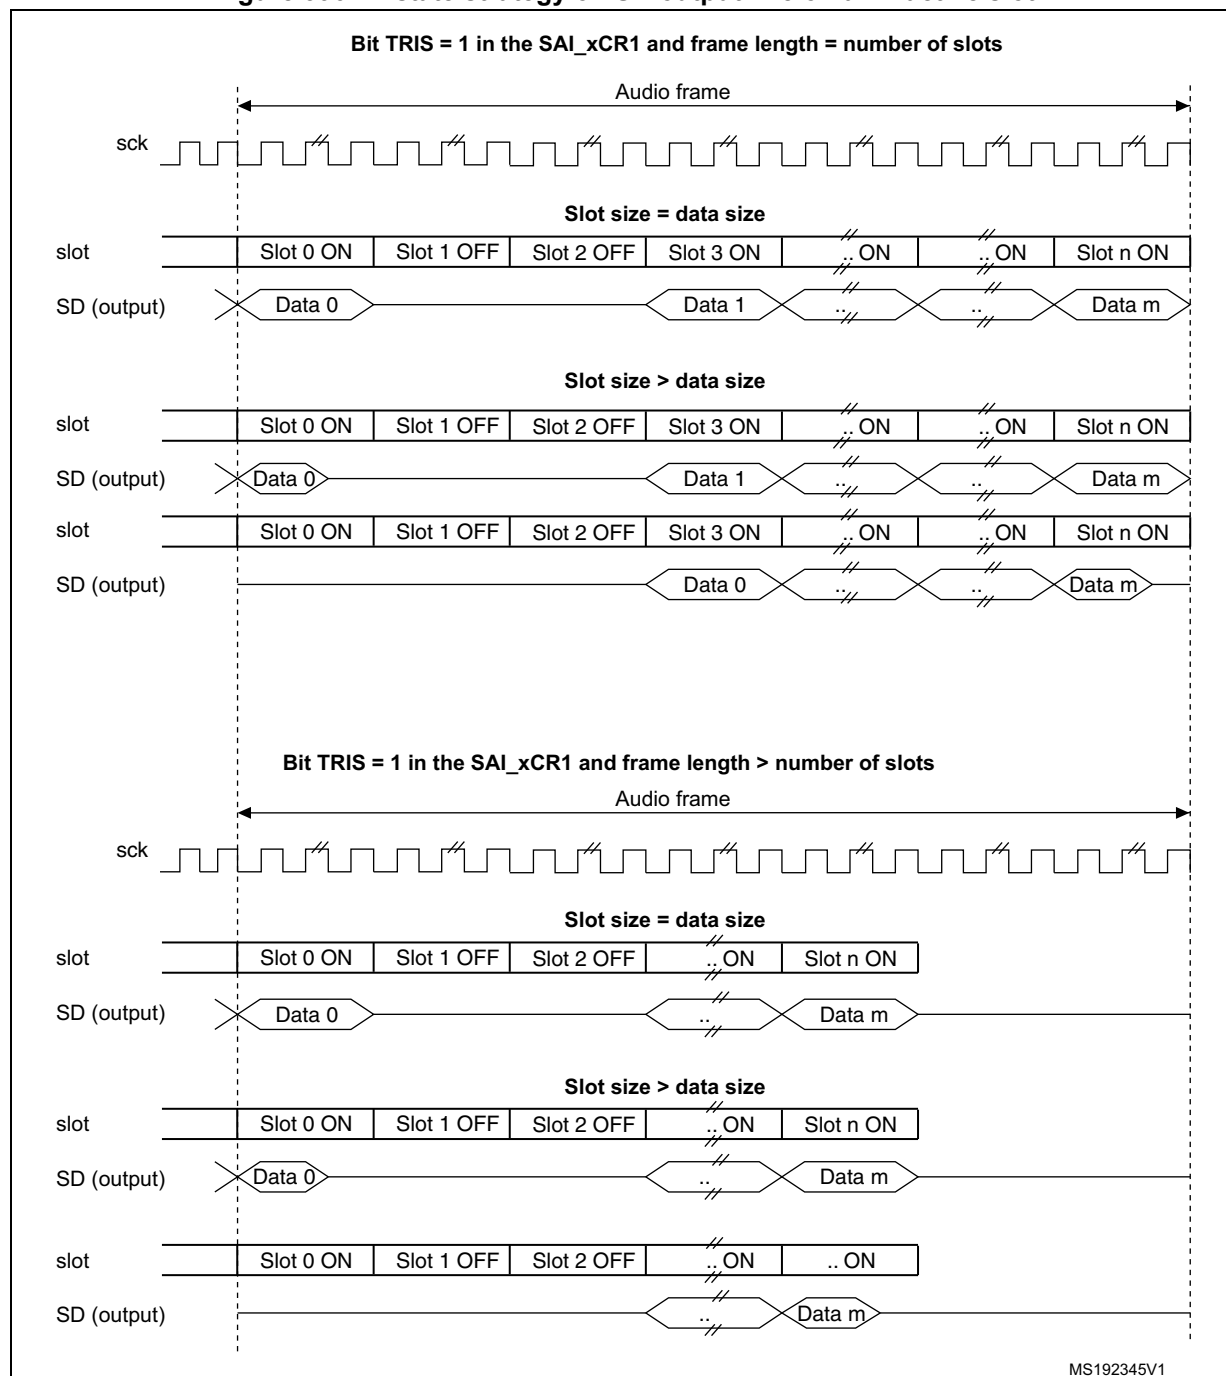 Bit TRIS = 1 in the SAI_xCR1 and frame length = number of slots
Audio frame
sck
Slot size = data size
slot Slot 0 ON Slot 1 OFF Slot 2 OFF Slot 3 ON .. ON .. ON Slot n ON
SD (output) Data 0 Data 1 .. .. Data m
Slot size > data size
slot Slot 0 ON Slot 1 OFF Slot 2 OFF Slot 3 ON .. ON .. ON Slot n ON
SD (output) Data 0 Data 1 .. .. Data m
slot Slot 0 ON Slot 1 OFF Slot 2 OFF Slot 3 ON .. ON .. ON Slot n ON
SD (output) Data 0 .. .. Data m
Bit TRIS = 1 in the SAI_xCR1 and frame length > number of slots
Audio frame
sck
Slot size = data size
slot Slot 0 ON Slot 1 OFF Slot 2 OFF .. ON Slot n ON
SD (output) Data 0 .. Data m
Slot size > data size
slot Slot 0 ON Slot 1 OFF Slot 2 OFF .. ON Slot n ON
SD (output) Data 0 .. Data m
slot Slot 0 ON Slot 1 OFF Slot 2 OFF .. ON .. ON
SD (output) .. Data m
MS192345V1